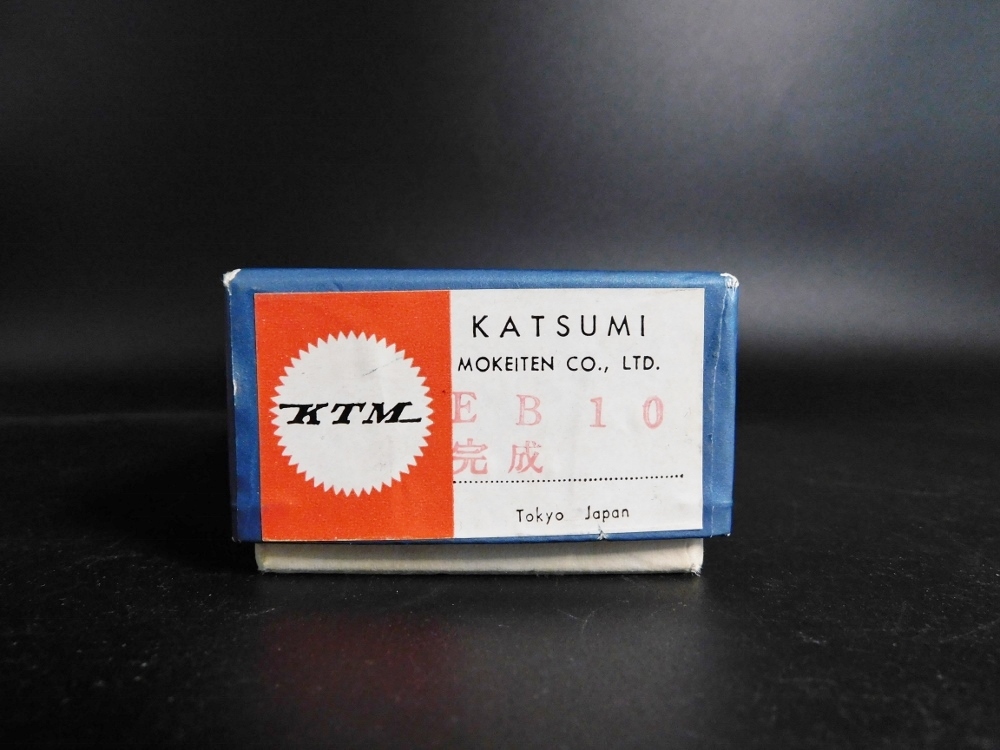 KTM
KATSUMI
MOKEITEN CO., LTD.
EB10
完成
Tokyo Japan